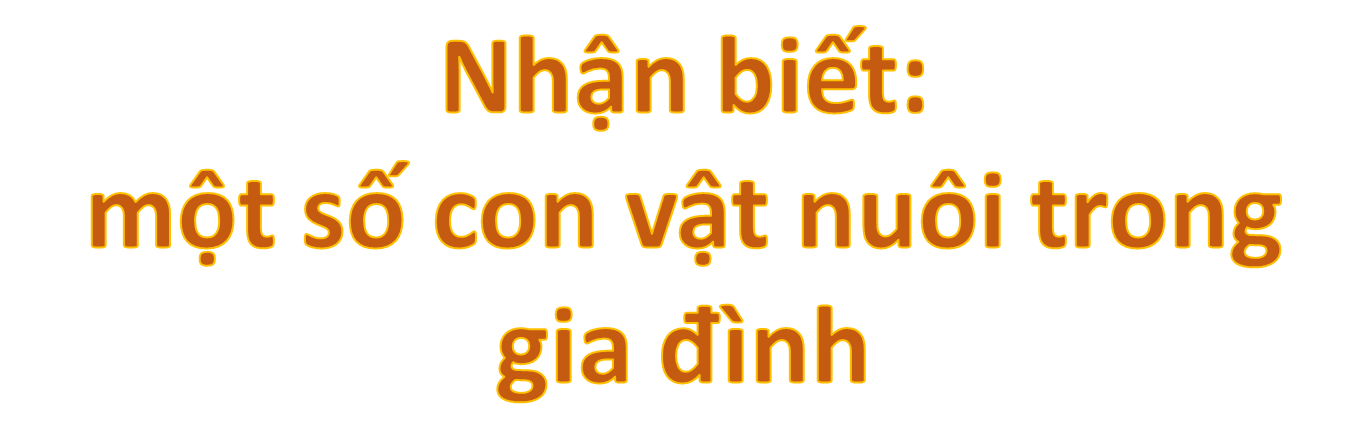 Nhận biết:
một số con vật nuôi trong
gia đình